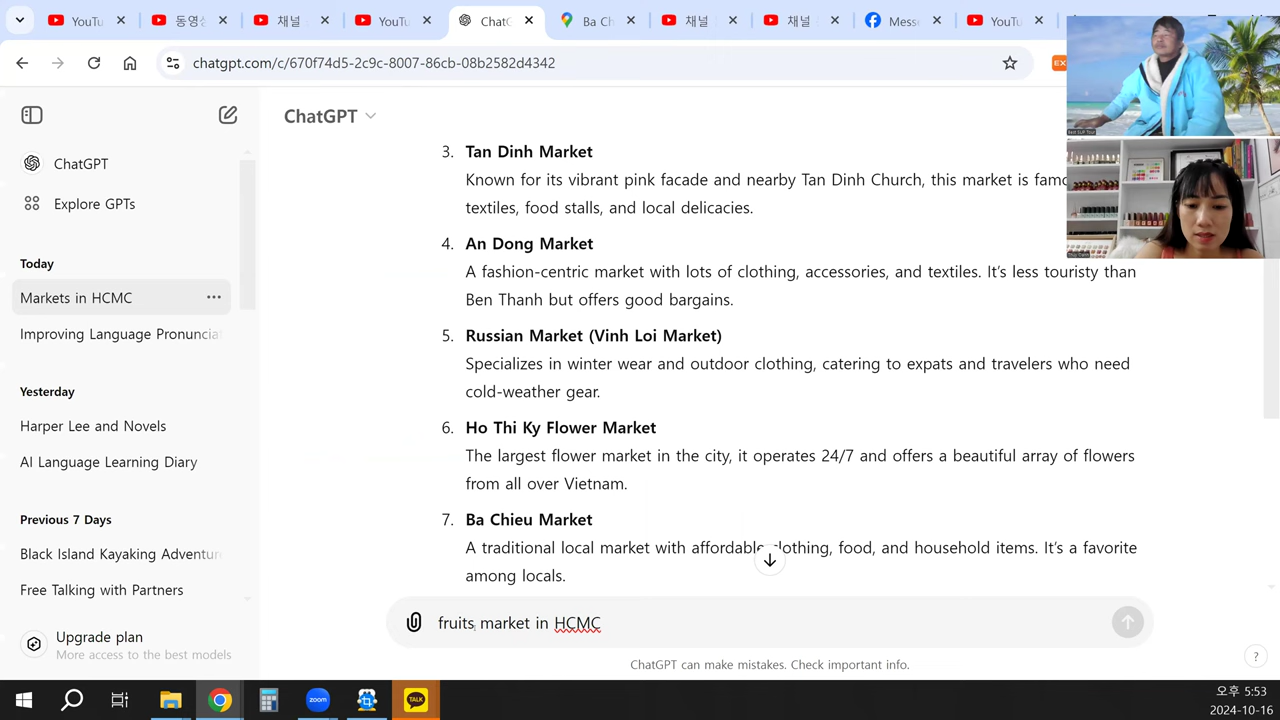 YouTu
동영상
채널
YouTu
ChatG
Ba Ch
채널
채널
Mess
YouTu
chatgpt.com/c/670f74d5-2c9c-8007-86cb-08b2582d4342
ChatGPT
ChatGPT
Explore GPTs
Today
Markets in HCMC
Improving Language Pronuncia
Yesterday
Harper Lee and Novels
AI Language Learning Diary
Previous 7 Days
Black Island Kayaking Adventur
Free Talking with Partners
Upgrade plan
More access to the best models
3. Tan Dinh Market
Known for its vibrant pink facade and nearby Tan Dinh Church, this market is famo
textiles, food stalls, and local delicacies.
4. An Dong Market
A fashion-centric market with lots of clothing, accessories, and textiles. It's less touristy than
Ben Thanh but offers good bargains.
5. Russian Market (Vinh Loi Market)
Specializes in winter wear and outdoor clothing, catering to expats and travelers who need
cold-weather gear.
6. Ho Thi Ky Flower Market
The largest flower market in the city, it operates 24/7 and offers a beautiful array of flowers
from all over Vietnam.
7. Ba Chieu Market
A traditional local market with affordable clothing, food, and household items. It's a favorite
among locals.
fruits market in HCMC
ChatGPT can make mistakes. Check important info.
?
zoom
TALK
오후 5:53
2024-10-16